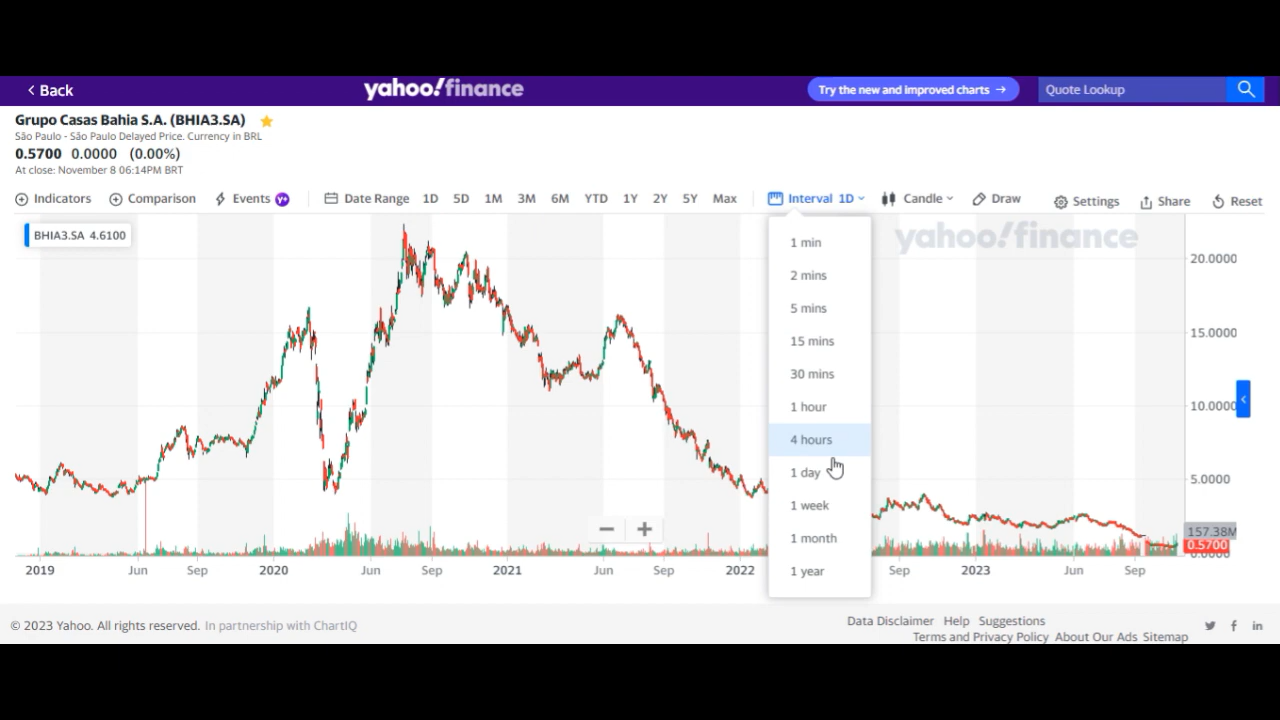 Back
yahoo!finance
Try the new and improved charts →
Quote Lookup
Grupo Casas Bahia S.A. (BHIA3.SA)
São Paulo - São Paulo Delayed Price. Currency in BRL
0.5700 0.0000 (0.00%)
At close: November 8 06:14PM BRT
Indicators Comparison Events Y+ Date Range 1D 5D 1M 3M 6M YTD 1Y 2Y 5Y Max Interval 1D Candle Draw Settings Share Reset
BHIA3.SA 4.6100
yahoo!finance
1 min
2 mins
5 mins
15 mins
30 mins
1 hour
4 hours
1 day
1 week
1 month
1 year
20.0000
15.0000
10.0000
5.0000
157.38M
0.5700
0.0000
2019 Jun Sep 2020 Jun Sep 2021 Jun Sep 2022 Sep 2023 Jun Sep
© 2023 Yahoo. All rights reserved. In partnership with ChartIQ
Data Disclaimer Help Suggestions
Terms and Privacy Policy About Our Ads Sitemap